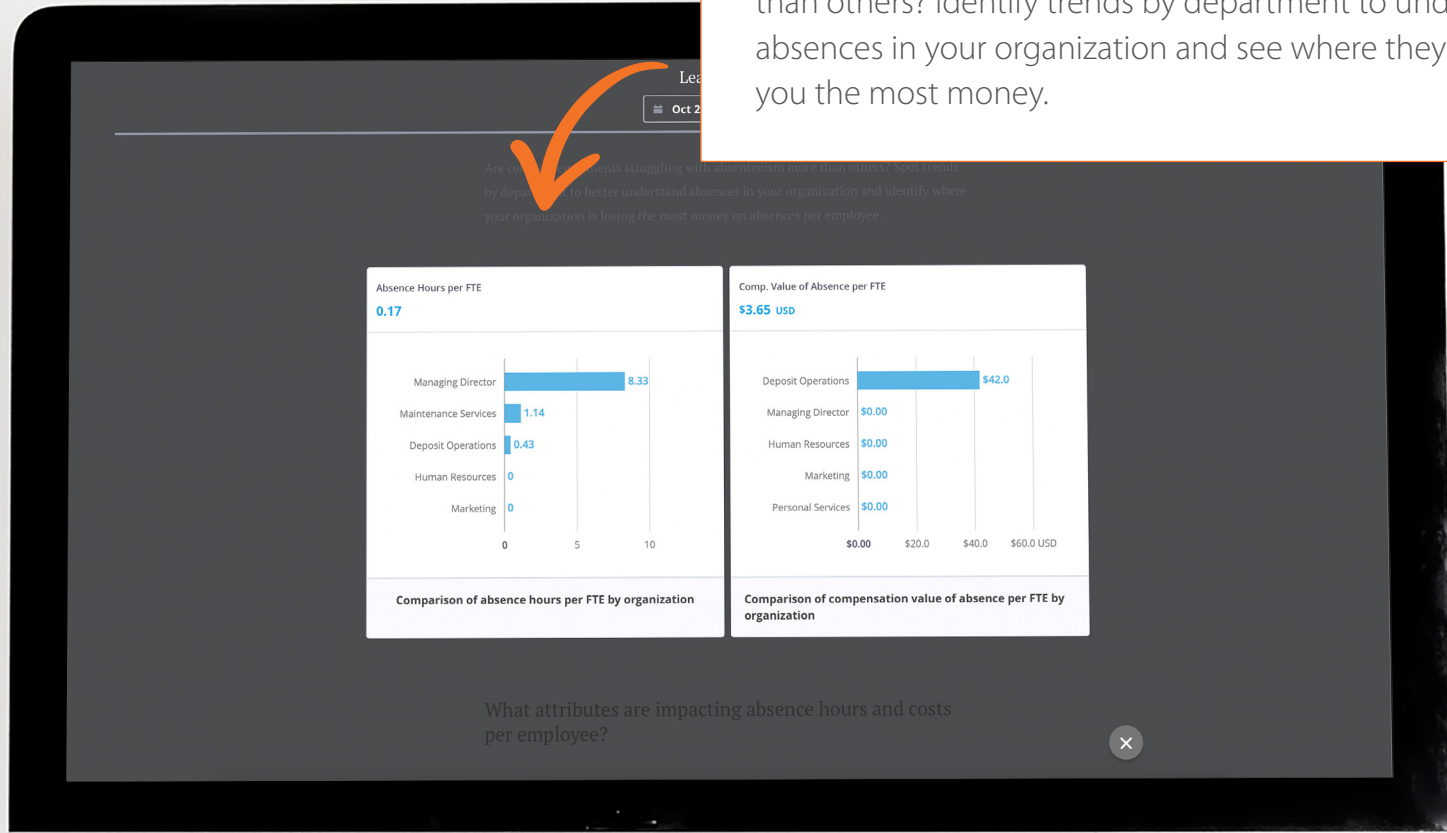 than others? Identify trends by department to und
absences in your organization and see where they
you the most money.
Lea
Oct 2
Are ce ents struggling with absenteeism more than others? Spot trends
by depar to better understand absences in your organization and identify where
your organization is losing the most money on absences per employee.
Absence Hours per FTE
0.17
Managing Director 8.33
Maintenance Services 1.14
Deposit Operations 0.43
Human Resources 0
Marketing 0
0 5 10
Comparison of absence hours per FTE by organization
Comp. Value of Absence per FTE
$3.65 USD
Deposit Operations $42.0
Managing Director $0.00
Human Resources $0.00
Marketing $0.00
Personal Services $0.00
$0.00 $20.0 $40.0 $60.0 USD
Comparison of compensation value of absence per FTE by
organization
What attributes are impacting absence hours and costs
per employee?